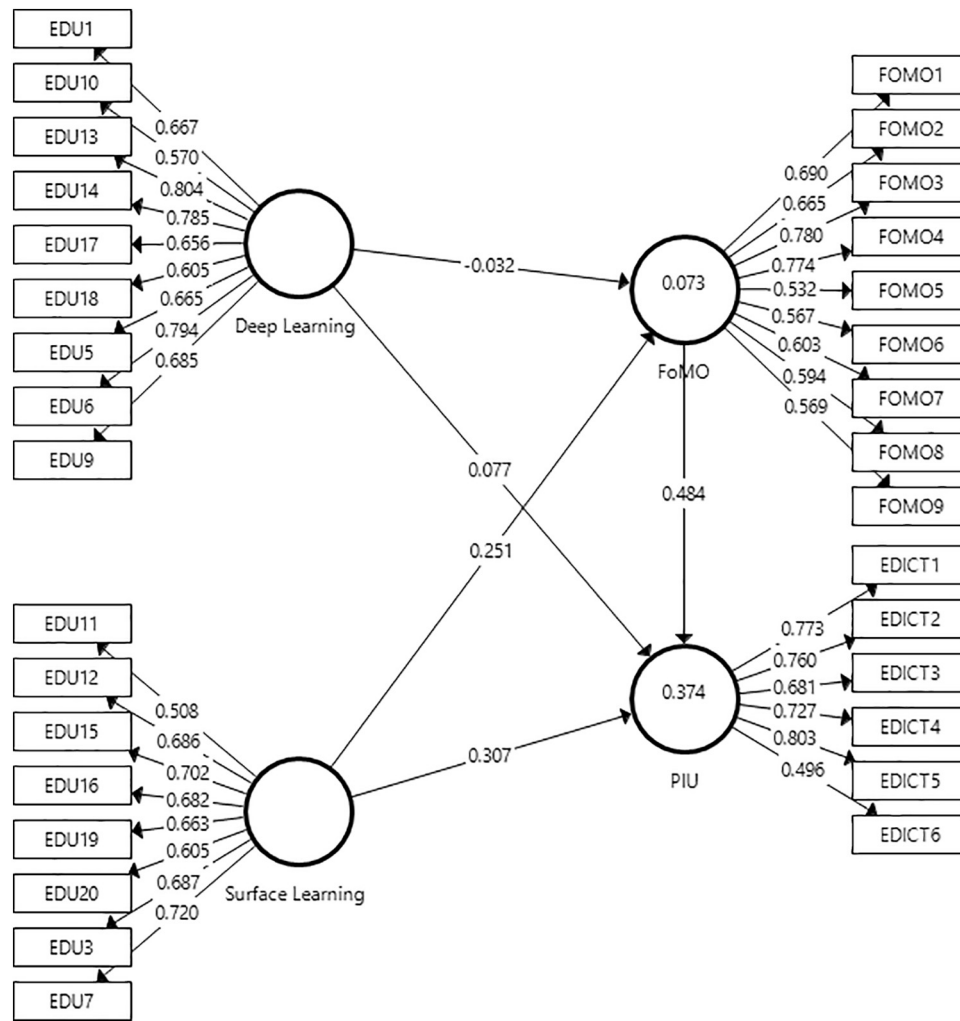 EDU1
EDU10
EDU13
EDU14
EDU17
EDU18
EDU5
EDU6
EDU9
0.667
0.570
0.804
0.785
0.656
0.605
0.665
0.794
0.685
Deep Learning
-0.032
0.077
0.251
0.307
0.484
0.073
FoMO
0.690
0.665
0.780
0.774
0.532
0.567
0.603
0.594
0.569
FOMO1
FOMO2
FOMO3
FOMO4
FOMO5
FOMO6
FOMO7
FOMO8
FOMO9
EDU11
EDU12
EDU15
EDU16
EDU19
EDU20
EDU3
EDU7
0.508
0.686
0.702
0.682
0.663
0.605
0.687
0.720
Surface Learning
0.374
PIU
0.773
0.760
0.681
0.727
0.803
0.496
EDICT1
EDICT2
EDICT3
EDICT4
EDICT5
EDICT6